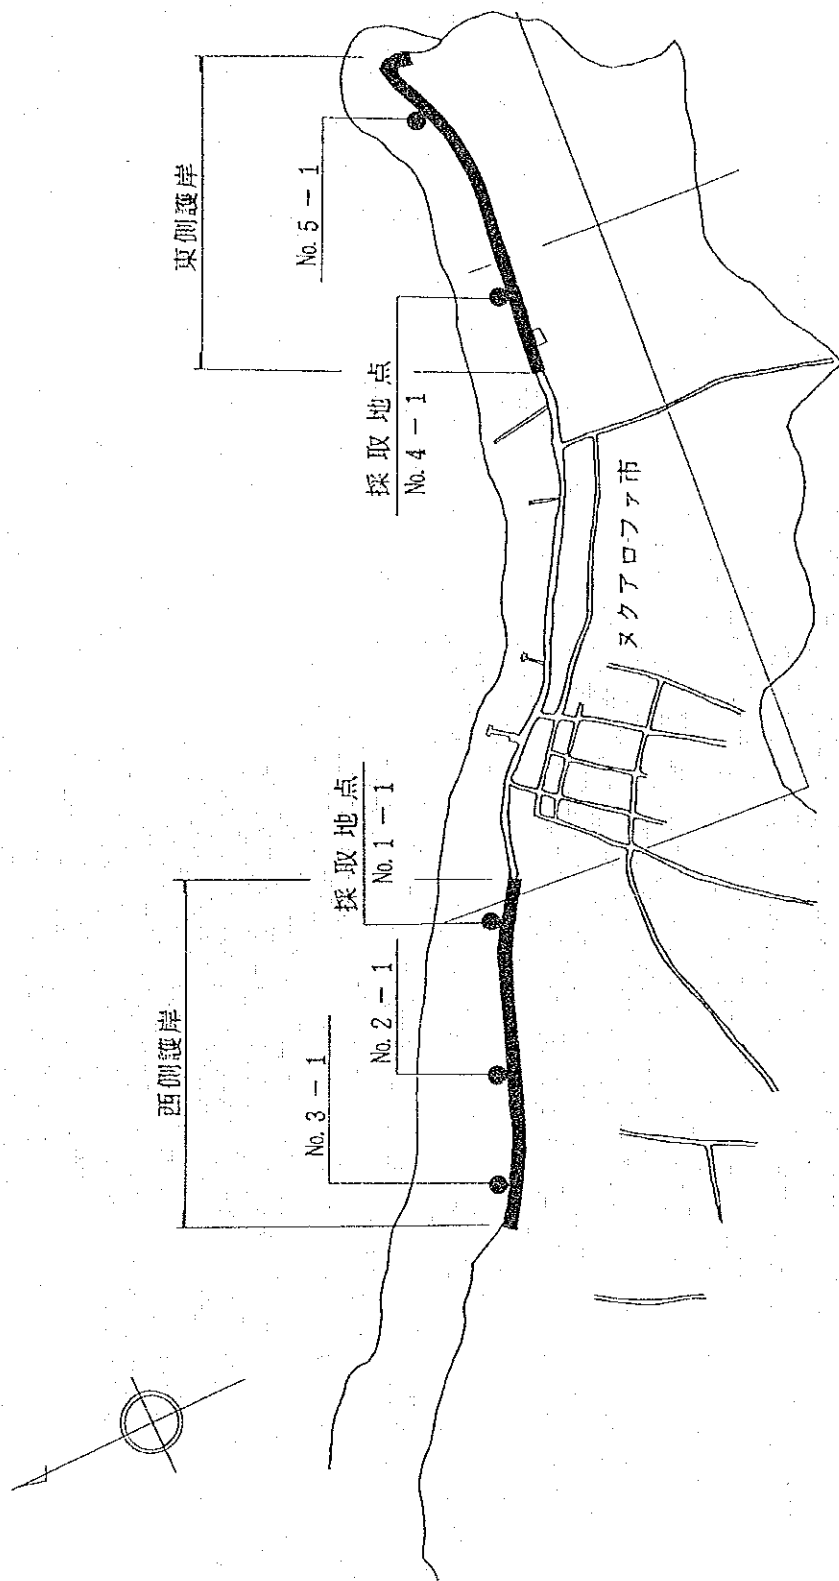 西側護岸
No. 3 - 1
No. 2 - 1
採取地点
No. 1 - 1
採取地点
No. 4 - 1
東側護岸
No. 5 - 1
ヌクアロファ市